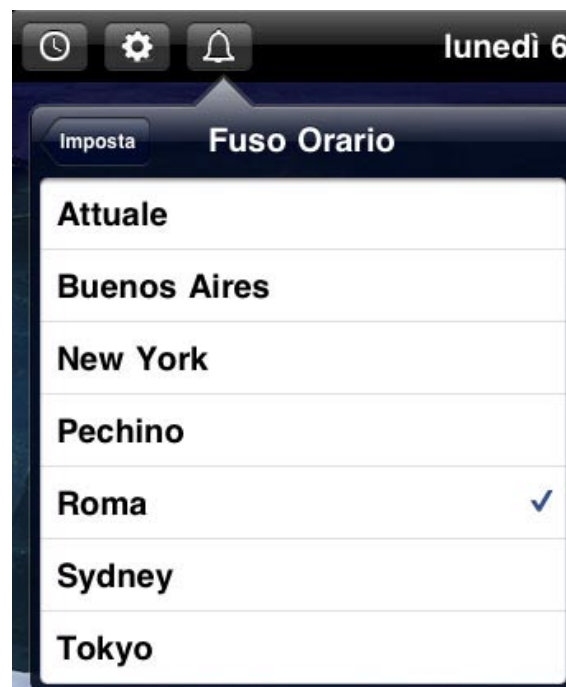 lunedì 6
Imposta
Fuso Orario
Attuale
Buenos Aires
New York
Pechino
Roma
Sydney
Tokyo